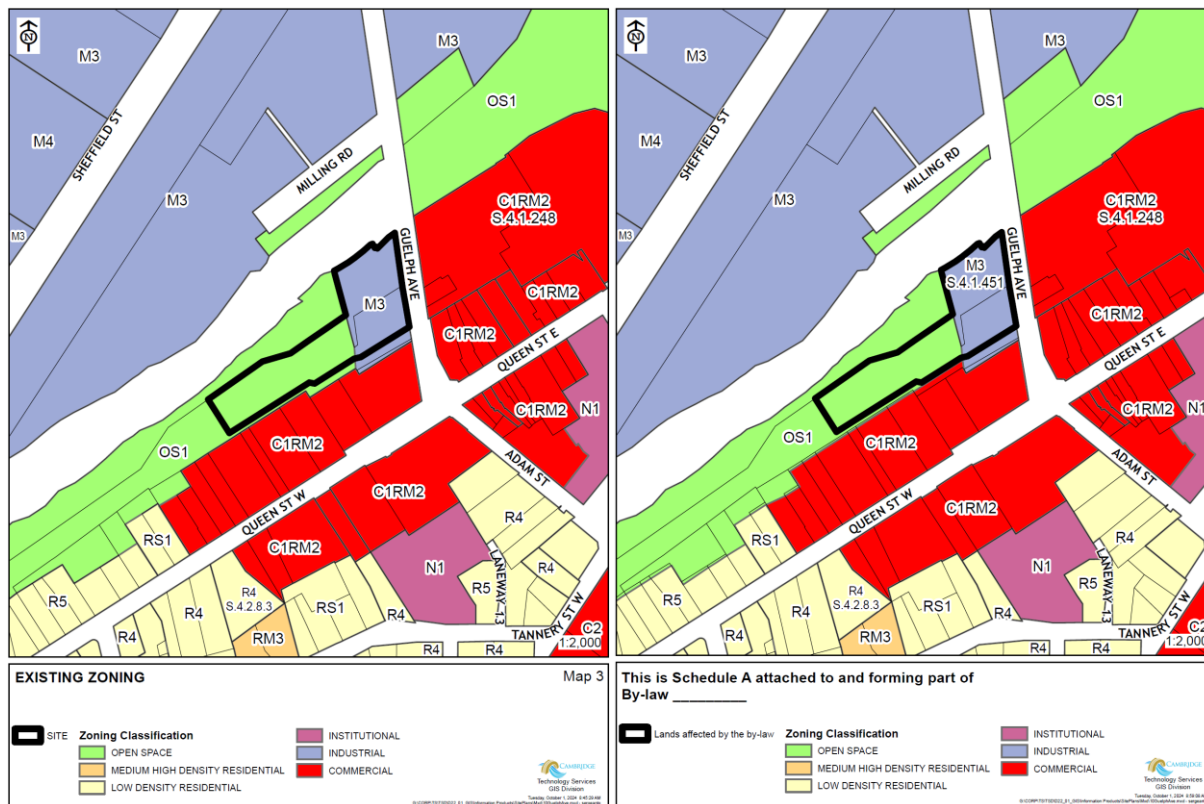 N
M3
M3
OS1
M4
SHEFFIELD ST
MILLING RD
M3
C1RM2
S.4.1.248
M3
GUELPH AVE
M3
C1RM2
C1RM2
QUEEN ST E
C1RM2
N1
OS1
C1RM2
ADAM ST
QUEEN ST W
C1RM2
R4
RS1
C1RM2
N1
LANEWAY 13
R4
R5
R5
R4
R4
R4
S.4.2.8.3
RS1
R4
RM3
TANNERY ST W
C2
1:2,000
R4
R4
EXISTING ZONING
Map 3
SITE
Zoning Classification
OPEN SPACE
MEDIUM HIGH DENSITY RESIDENTIAL
LOW DENSITY RESIDENTIAL
INSTITUTIONAL
INDUSTRIAL
COMMERCIAL
CAMBRIDGE
Technology Services
GIS Division
N
M3
M3
OS1
M4
SHEFFIELD ST
MILLING RD
M3
C1RM2
S.4.1.248
M3
GUELPH AVE
M3
S.4.1.451
C1RM2
C1RM2
QUEEN ST E
C1RM2
N1
OS1
C1RM2
ADAM ST
QUEEN ST W
C1RM2
R4
RS1
C1RM2
N1
LANEWAY 13
R4
R5
R5
R4
R4
R4
S.4.2.8.3
RS1
R4
RM3
TANNERY ST W
C2
1:2,000
R4
R4
This is Schedule A attached to and forming part of
By-law ________
Lands affected by the by-law
Zoning Classification
OPEN SPACE
MEDIUM HIGH DENSITY RESIDENTIAL
LOW DENSITY RESIDENTIAL
INSTITUTIONAL
INDUSTRIAL
COMMERCIAL
CAMBRIDGE
Technology Services
GIS Division